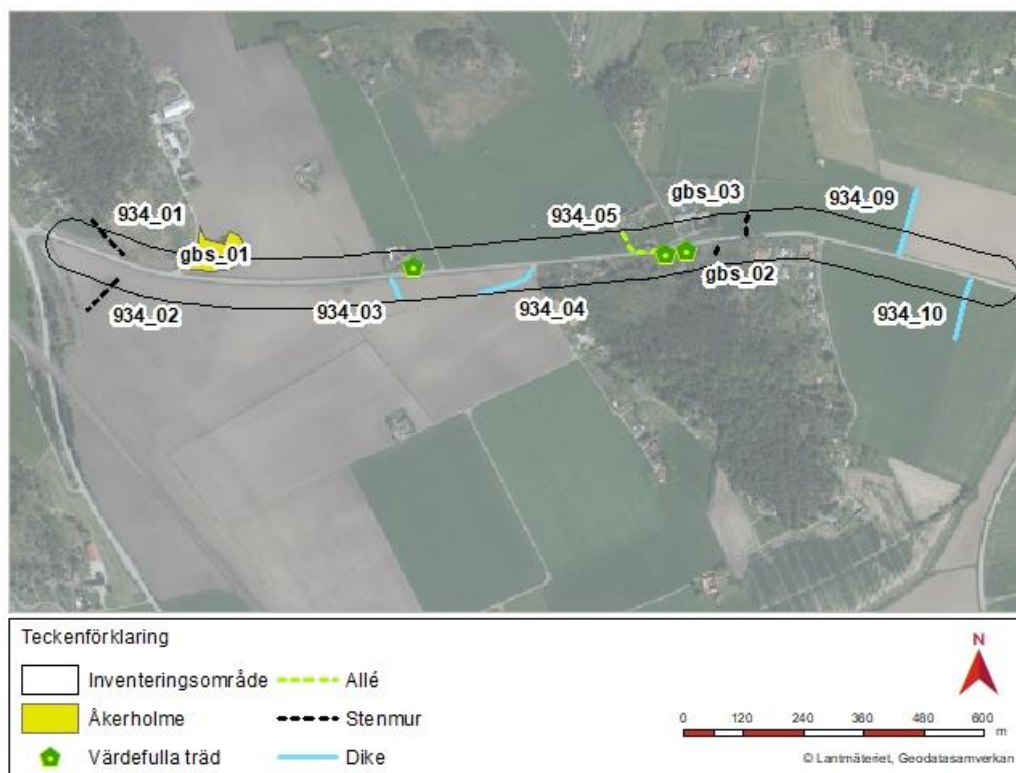 gbs_03
934_09
934_01
934_05
gbs_01
gbs_02
934_02
934_03
934_04
934_10
Teckenförklaring
N
Inventeringsområde
Allé
Åkerholme
Stenmur
0 120 240 360 480 600
m
Värdefulla träd
Dike
© Lantmäteriet, Geodatasamverkan